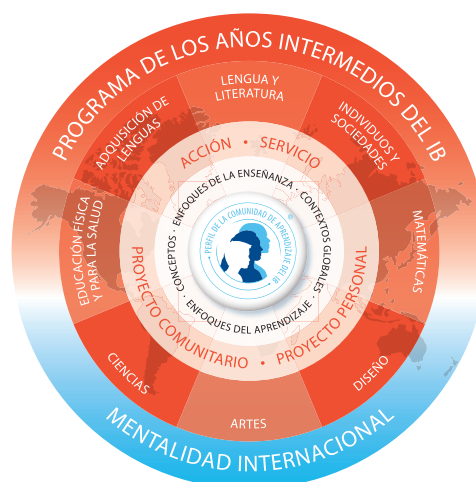 PROGRAMA DE LOS AÑOS INTERMEDIOS DEL IB
LENGUA Y
LITERATURA
ADQUISICIÓN DE
LENGUAS
INDIVIDUOS Y
SOCIEDADES
EDUCACIÓN FÍSICA
Y PARA LA SALUD
MATEMÁTICAS
CIENCIAS
DISEÑO
ARTES
ACCIÓN • SERVICIO
PROYECTO COMUNITARIO • PROYECTO PERSONAL
CONCEPTOS · ENFOQUES DE LA ENSEÑANZA · CONTEXTOS GLOBALES ·
ENFOQUES DEL APRENDIZAJE ·
PERFIL DE LA COMUNIDAD DE APRENDIZAJE DEL IB •
®
MENTALIDAD INTERNACIONAL